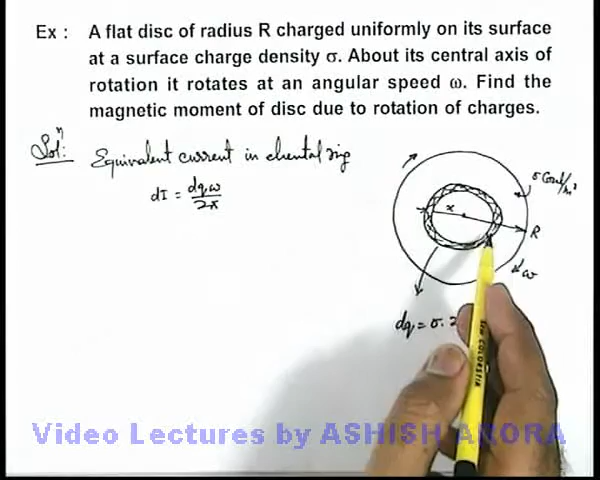 Ex : A flat disc of radius R charged uniformly on its surface
at a surface charge density σ. About its central axis of
rotation it rotates at an angular speed ω. Find the
magnetic moment of disc due to rotation of charges.
Solⁿ: Equivalent current in elemental ring
dI = dq.ω / 2π
σ Coul/m²
x
R
ω
dq = σ. 2
Video Lectures by ASHISH ARORA